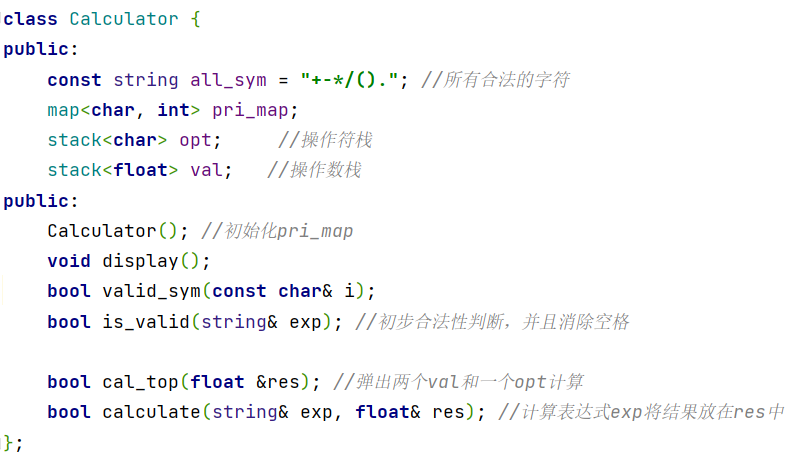 class Calculator {
public:
    const string all_sym = "+-*/()."; //所有合法的字符
    map<char, int> pri_map;
    stack<char> opt;     //操作符栈
    stack<float> val;   //操作数栈
public:
    Calculator(); //初始化pri_map
    void display();
    bool valid_sym(const char& i);
    bool is_valid(string& exp); //初步合法性判断，并且消除空格

    bool cal_top(float &res); //弹出两个val和一个opt计算
    bool calculate(string& exp, float& res); //计算表达式exp将结果放在res中
};